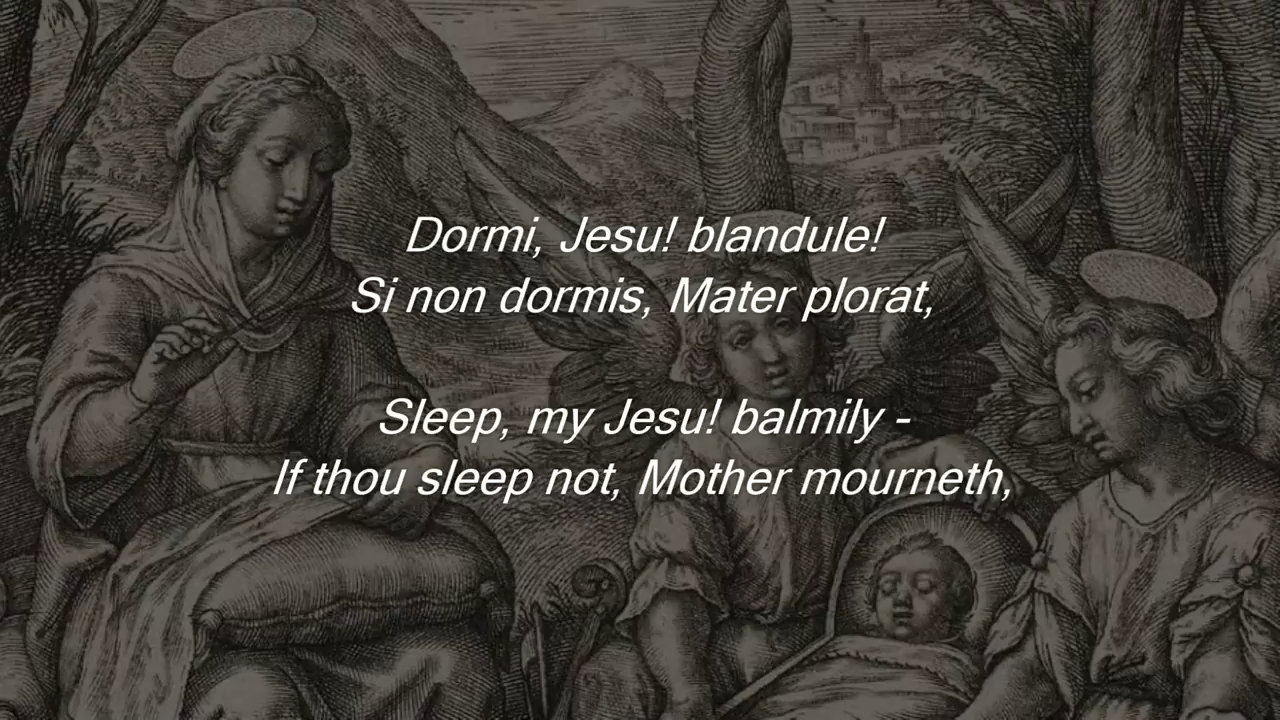 Dormi, Jesu! blandule!
Si non dormis, Mater plorat,
Sleep, my Jesu! balmily -
If thou sleep not, Mother mourneth,